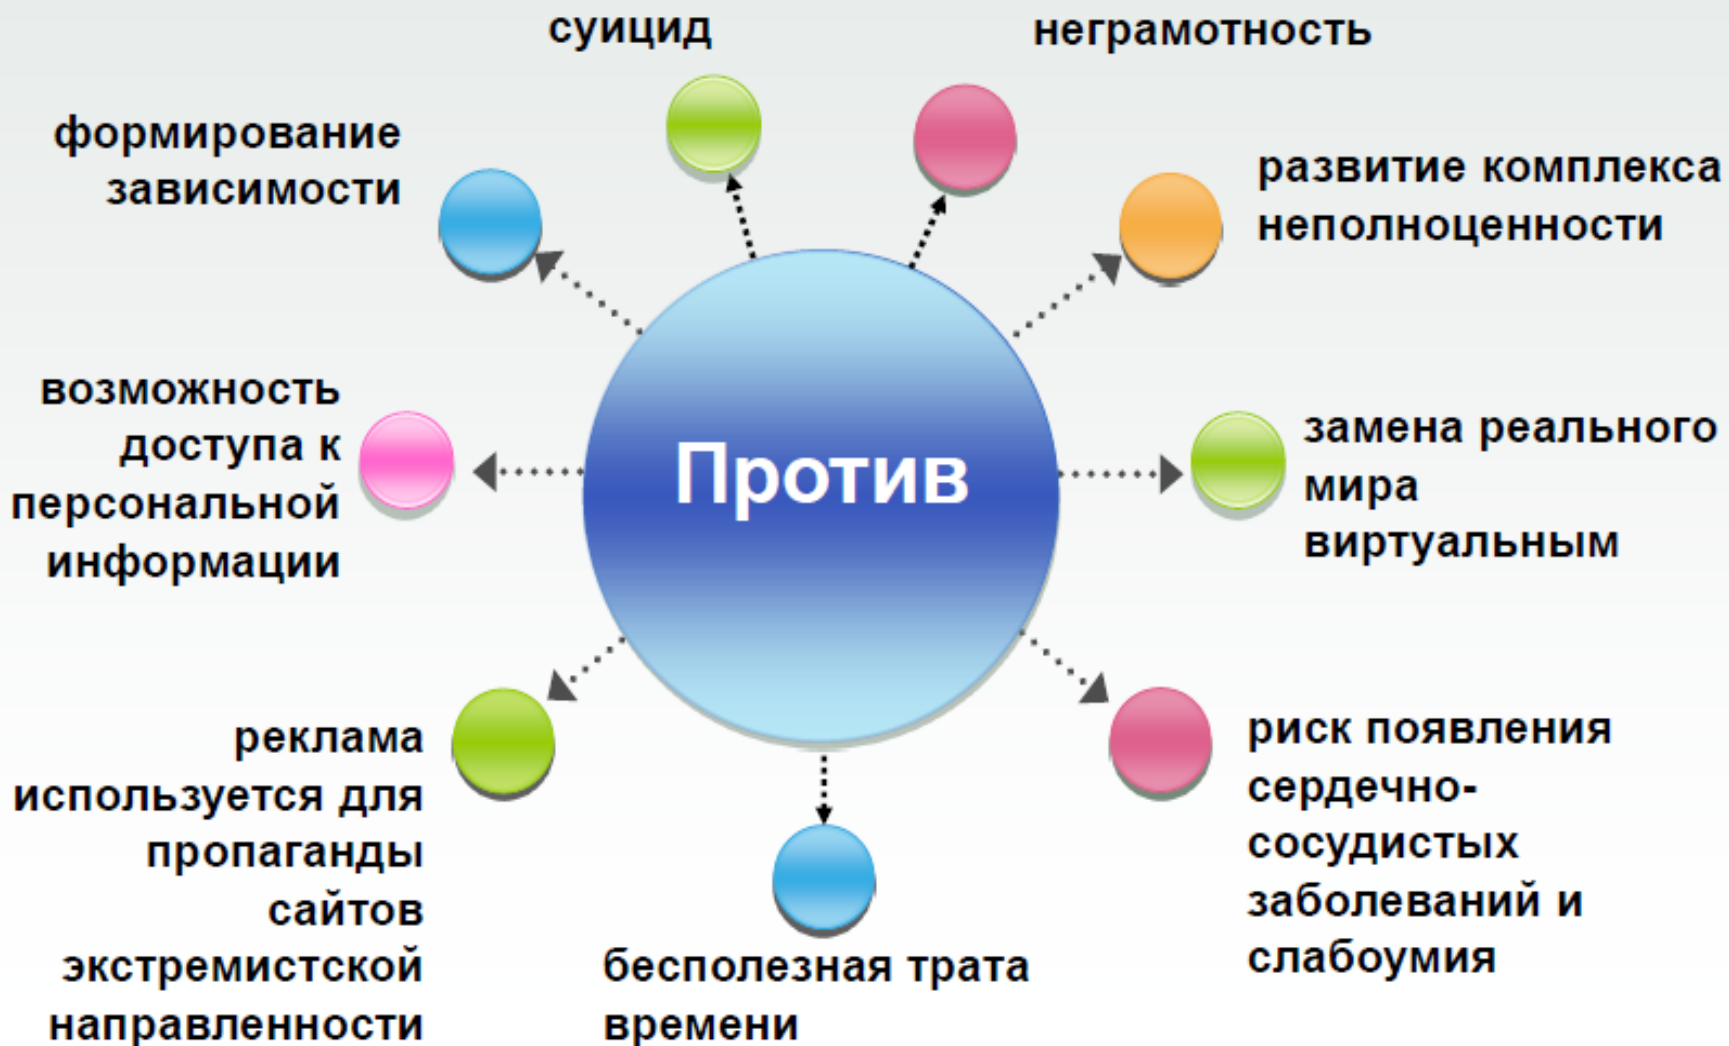 суицид
неграмотность
формирование
зависимости
развитие комплекса
неполноценности
возможность
доступа к
персональной
информации
Против
замена реального
мира
виртуальным
реклама
используется для
пропаганды
сайтов
экстремистской
направленности
бесполезная трата
времени
риск появления
сердечно-
сосудистых
заболеваний и
слабоумия